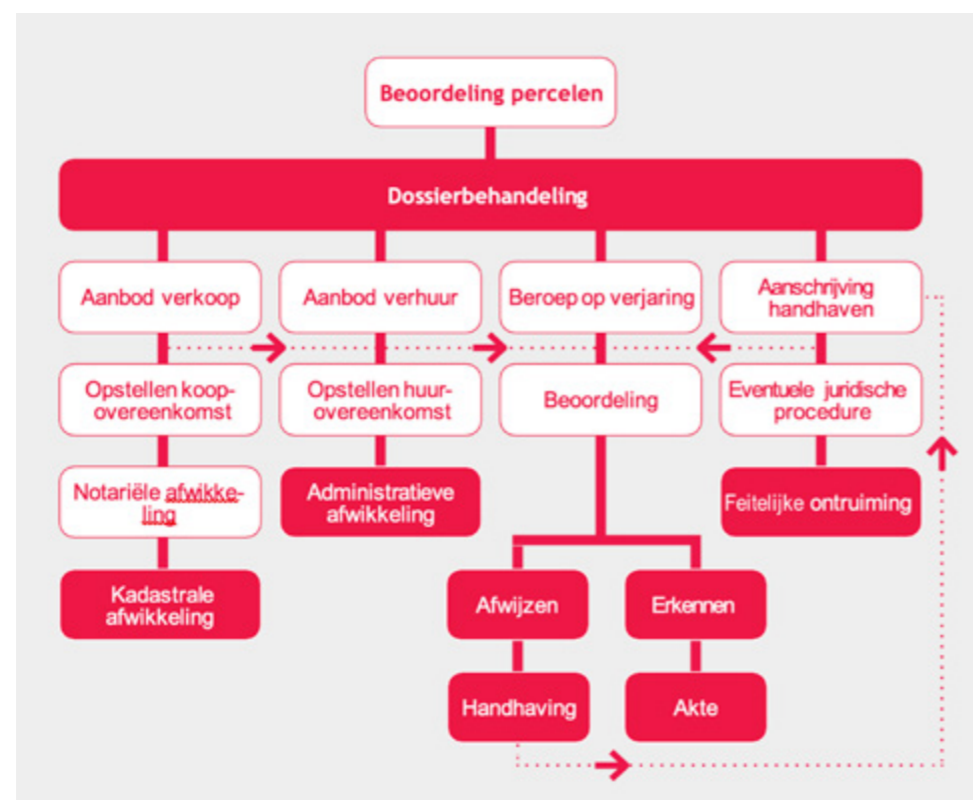 Beoordeling percelen
Dossierbehandeling
Aanbod verkoop
Aanbod verhuur
Beroep op verjaring
Aanschrijving
handhaven
Opstellen koop-
overeenkomst
Opstellen huur-
overeenkomst
Beoordeling
Eventuele juridische
procedure
Notariële afwikke-
ling
Administratieve
afwikkeling
Feitelijke ontruiming
Kadastrale
afwikkeling
Afwijzen
Erkennen
Handhaving
Akte